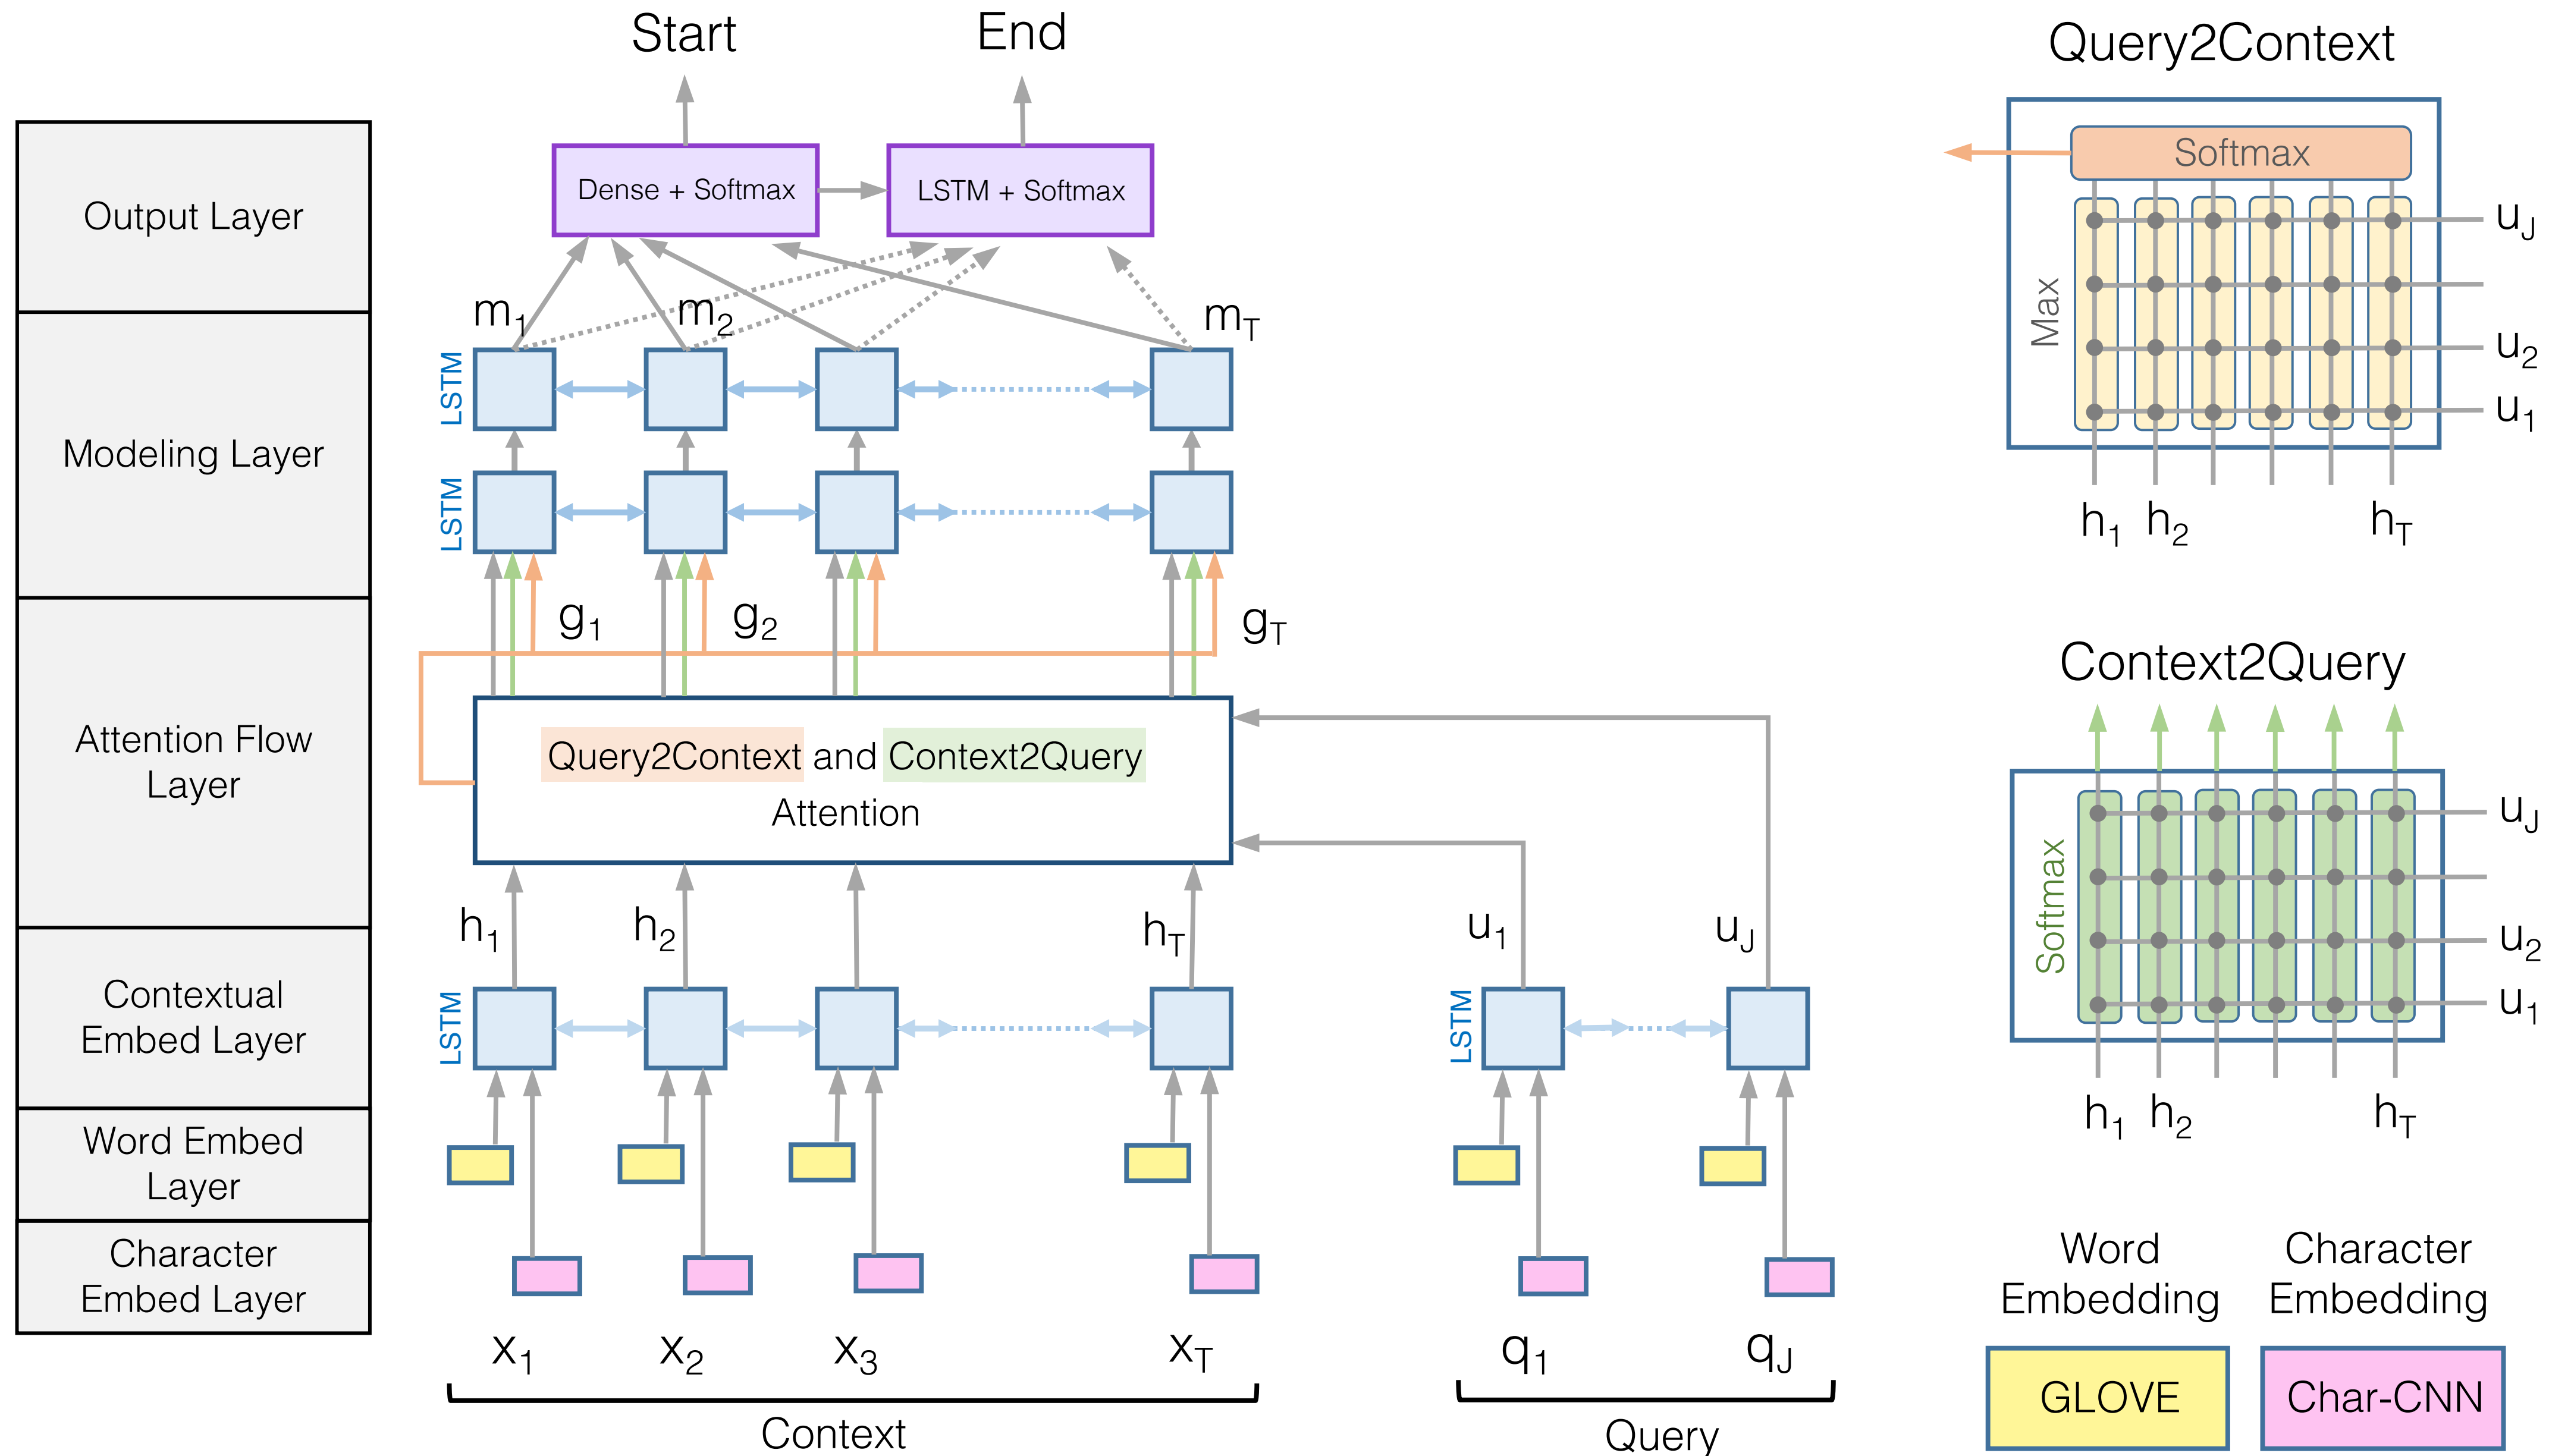 Start
End
Output Layer
Modeling Layer
Attention Flow
Layer
Contextual
Embed Layer
Word Embed
Layer
Character
Embed Layer
Dense + Softmax
LSTM + Softmax
m1
m2
mT
LSTM
LSTM
g1
g2
gT
Query2Context and Context2Query
Attention
h1
h2
hT
u1
uJ
LSTM
LSTM
x1
x2
x3
xT
q1
qJ
Context
Query
Query2Context
Softmax
Max
uJ
u2
u1
h1
h2
hT
Context2Query
Softmax
uJ
u2
u1
h1
h2
hT
Word
Embedding
GLOVE
Character
Embedding
Char-CNN